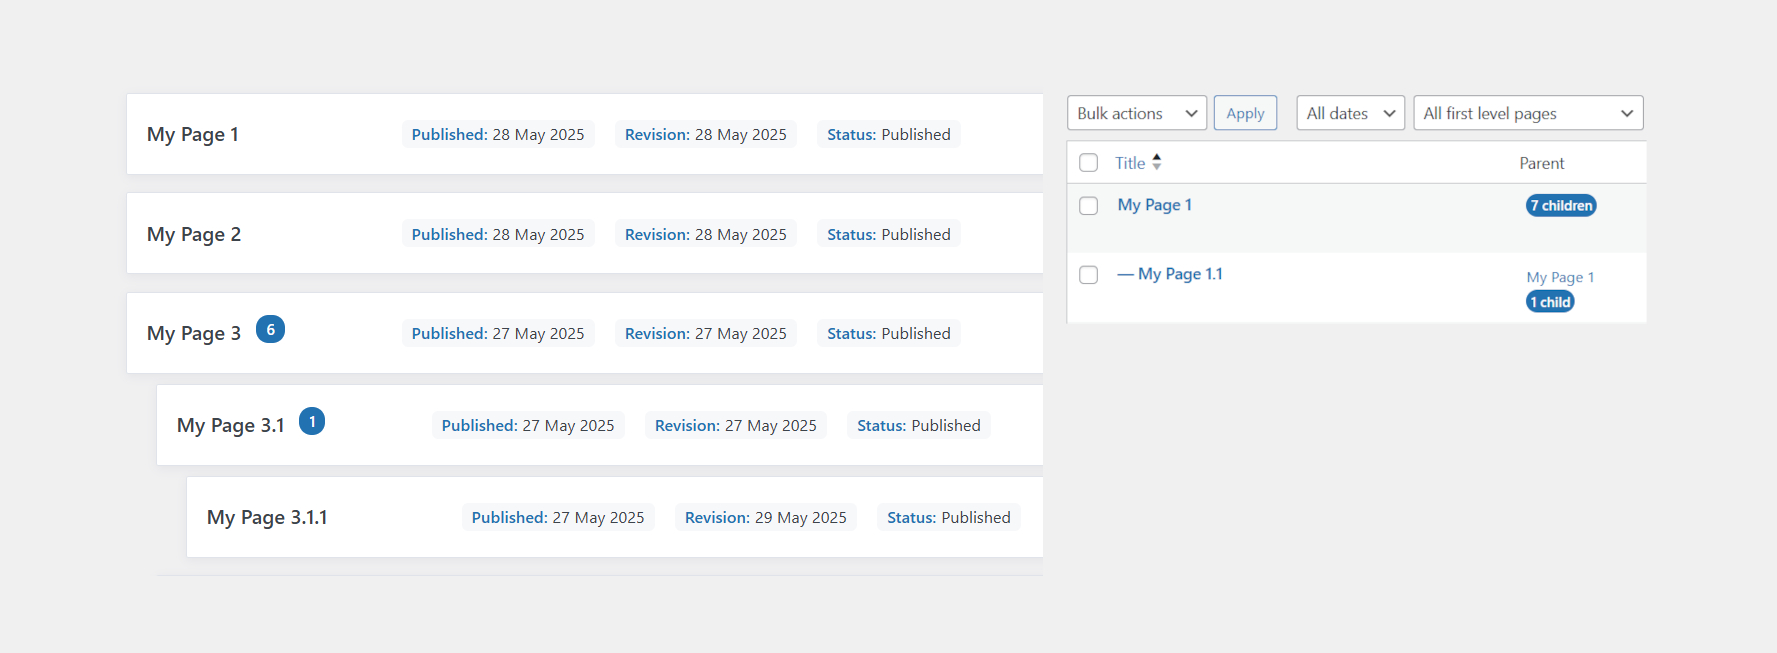 My Page 1 Published: 28 May 2025 Revision: 28 May 2025 Status: Published
My Page 2 Published: 28 May 2025 Revision: 28 May 2025 Status: Published
My Page 3 6 Published: 27 May 2025 Revision: 27 May 2025 Status: Published
My Page 3.1 1 Published: 27 May 2025 Revision: 27 May 2025 Status: Published
My Page 3.1.1 Published: 27 May 2025 Revision: 29 May 2025 Status: Published
Bulk actions Apply All dates All first level pages
Title Parent
My Page 1 7 children
— My Page 1.1 My Page 1
1 child